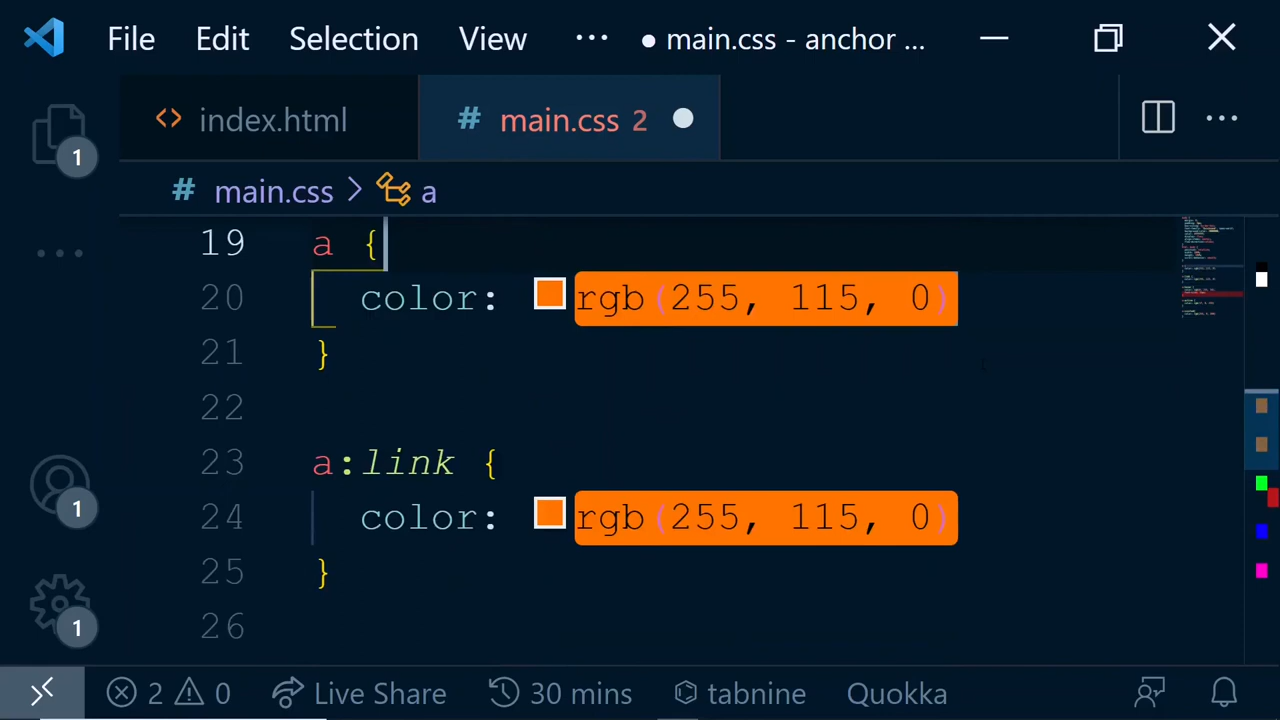 File Edit Selection View ··· ● main.css - anchor ...
index.html
# main.css 2
# main.css > a
1
19 a {
20 color: rgb(255, 115, 0)
21 }
22
23 a:link {
24 color: rgb(255, 115, 0)
25 }
26
1
1
2 0 Live Share 30 mins tabnine Quokka